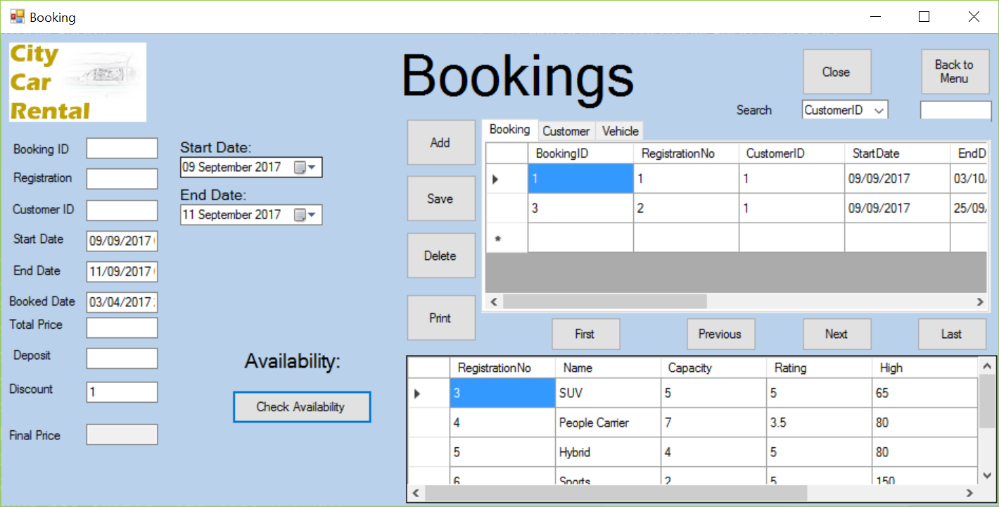 Booking
City
Car
Rental
Bookings
Close
Back to
Menu
Search
CustomerID
Booking ID
Registration
Customer ID
Start Date
09/09/2017
End Date
11/09/2017
Booked Date
03/04/2017
Total Price
Deposit
Discount
1
Final Price
Start Date:
09 September 2017
End Date:
11 September 2017
Availability:
Check Availability
Add
Save
Delete
Print
Booking Customer Vehicle
BookingID RegistrationNo CustomerID StartDate EndD
1 1 1 09/09/2017 03/10/
3 2 1 09/09/2017 25/09/
*
First Previous Next Last
RegistrationNo Name Capacity Rating High
3 SUV 5 5 65
4 People Carrier 7 3.5 80
5 Hybrid 4 5 80
6 Sports 2 5 150